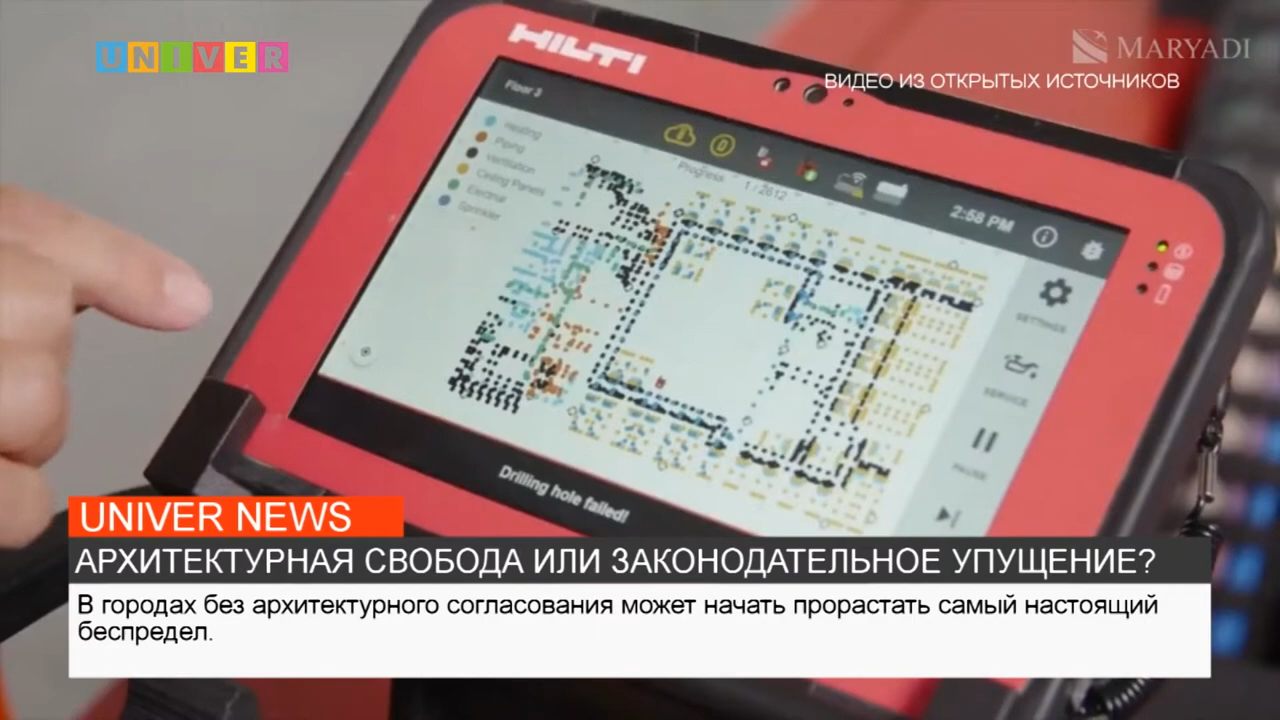 UNIVER
MARYADI
ВИДЕО ИЗ ОТКРЫТЫХ ИСТОЧНИКОВ
HILTI
Floor 3
Heating
Piping
Ventilation
Ceiling Panels
Electrical
Sprinkler
Progress 1 / 2612
2:58 PM
SETTINGS
SERVICE
PAUSE
Drilling hole failed!
UNIVER NEWS
АРХИТЕКТУРНАЯ СВОБОДА ИЛИ ЗАКОНОДАТЕЛЬНОЕ УПУЩЕНИЕ?
В городах без архитектурного согласования может начать прорастать самый настоящий
беспредел.